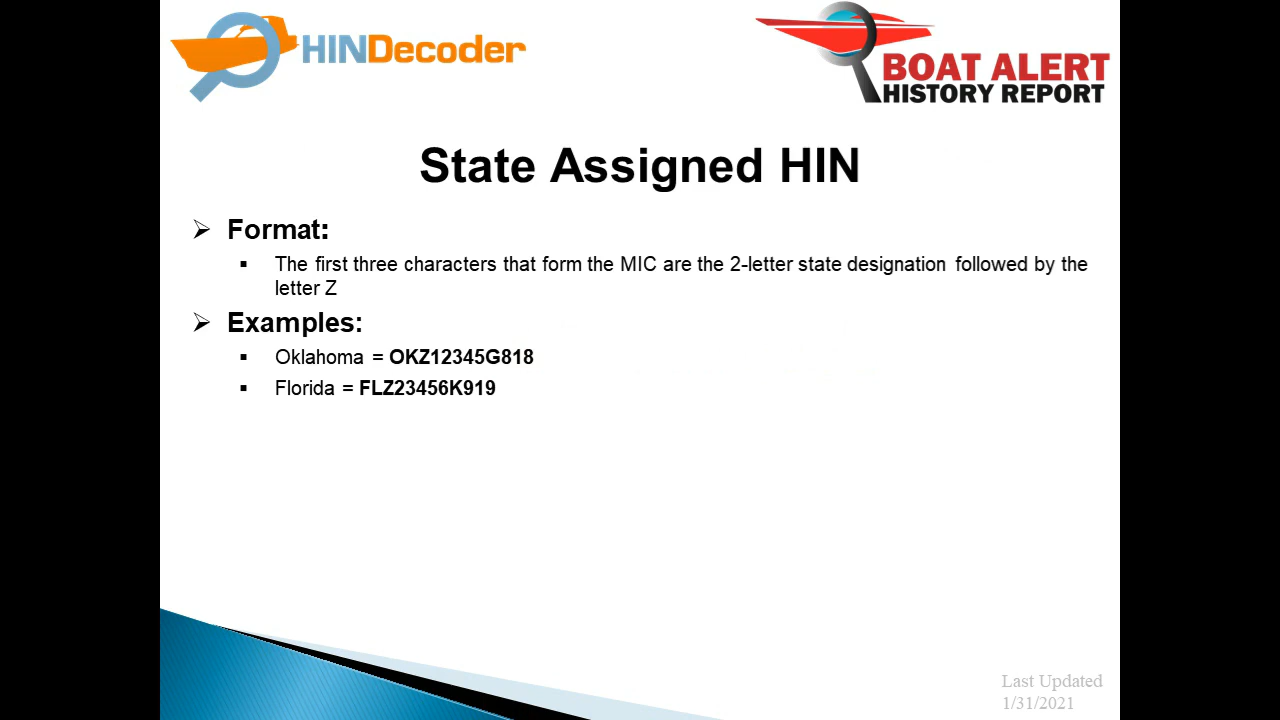 HINDecoder
BOAT ALERT
HISTORY REPORT
State Assigned HIN
Format:
The first three characters that form the MIC are the 2-letter state designation followed by the
letter Z
Examples:
Oklahoma = OKZ12345G818
Florida = FLZ23456K919
Last Updated
1/31/2021